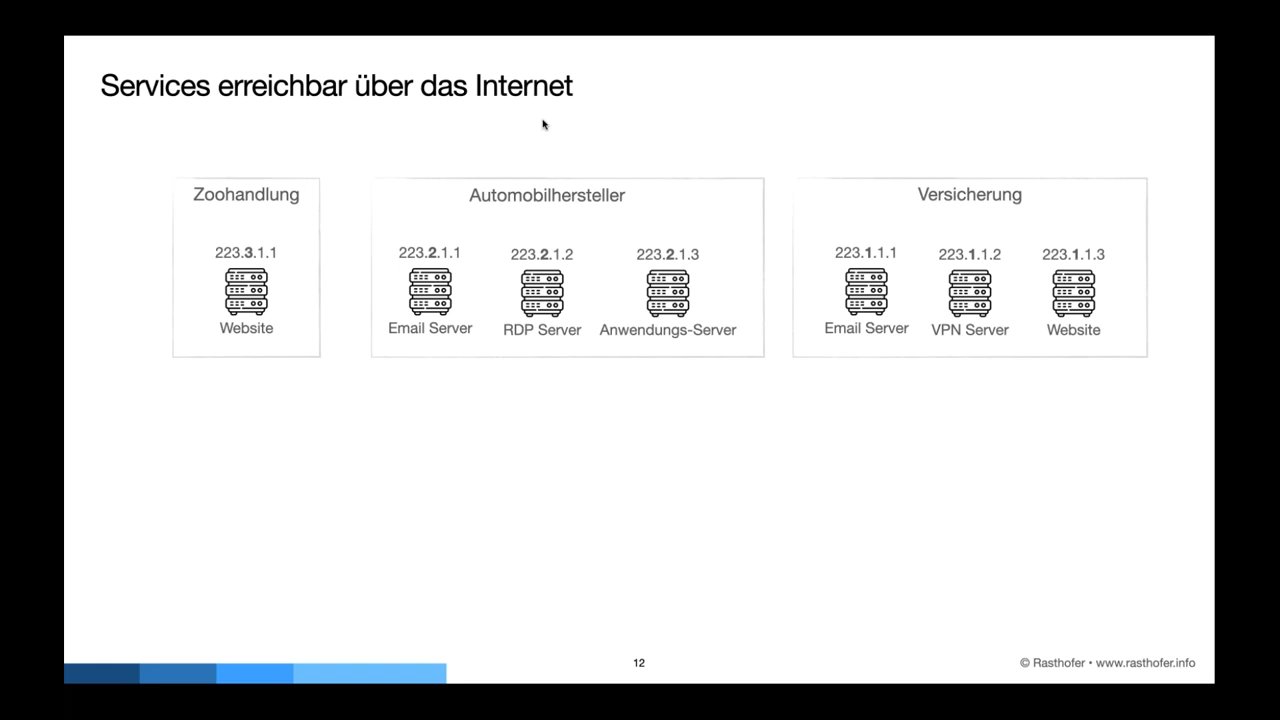 Services erreichbar über das Internet
Zoohandlung
223.3.1.1
Website
Automobilhersteller
223.2.1.1 223.2.1.2 223.2.1.3
Email Server RDP Server Anwendungs-Server
Versicherung
223.1.1.1 223.1.1.2 223.1.1.3
Email Server VPN Server Website
12
© Rasthofer • www.rasthofer.info